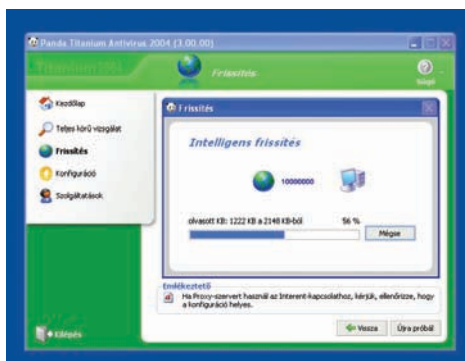 Panda Titanium Antivirus 2004 (3.00.00)
Titanium 2004
Frissítés
Súgó
Kezdőlap
Teljes körű vizsgálat
Frissítés
Konfiguráció
Szolgáltatások
Kilépés
Frissítés
Intelligens frissítés
10000000
olvasott KB: 1222 KB a 2148 KB-ból 56 %
Mégse
Emlékeztető
Ha Proxy-szervert használ az Interent-kapcsolathoz, kérjük, ellenőrizze, hogy
a konfiguráció helyes.
Vissza
Újra próbál